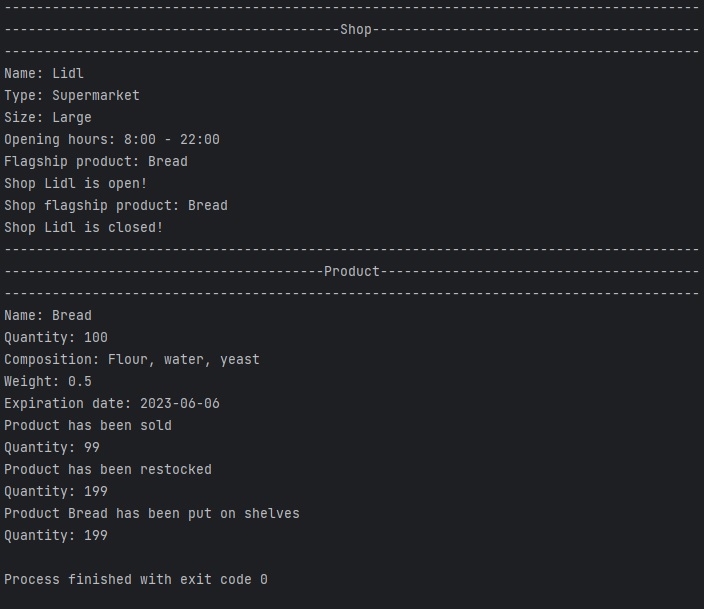 ---------------------------------------------------------------------------------------
------------------------------------------Shop-----------------------------------------
---------------------------------------------------------------------------------------
Name: Lidl
Type: Supermarket
Size: Large
Opening hours: 8:00 - 22:00
Flagship product: Bread
Shop Lidl is open!
Shop flagship product: Bread
Shop Lidl is closed!
---------------------------------------------------------------------------------------
----------------------------------------Product----------------------------------------
---------------------------------------------------------------------------------------
Name: Bread
Quantity: 100
Composition: Flour, water, yeast
Weight: 0.5
Expiration date: 2023-06-06
Product has been sold
Quantity: 99
Product has been restocked
Quantity: 199
Product Bread has been put on shelves
Quantity: 199
Process finished with exit code 0